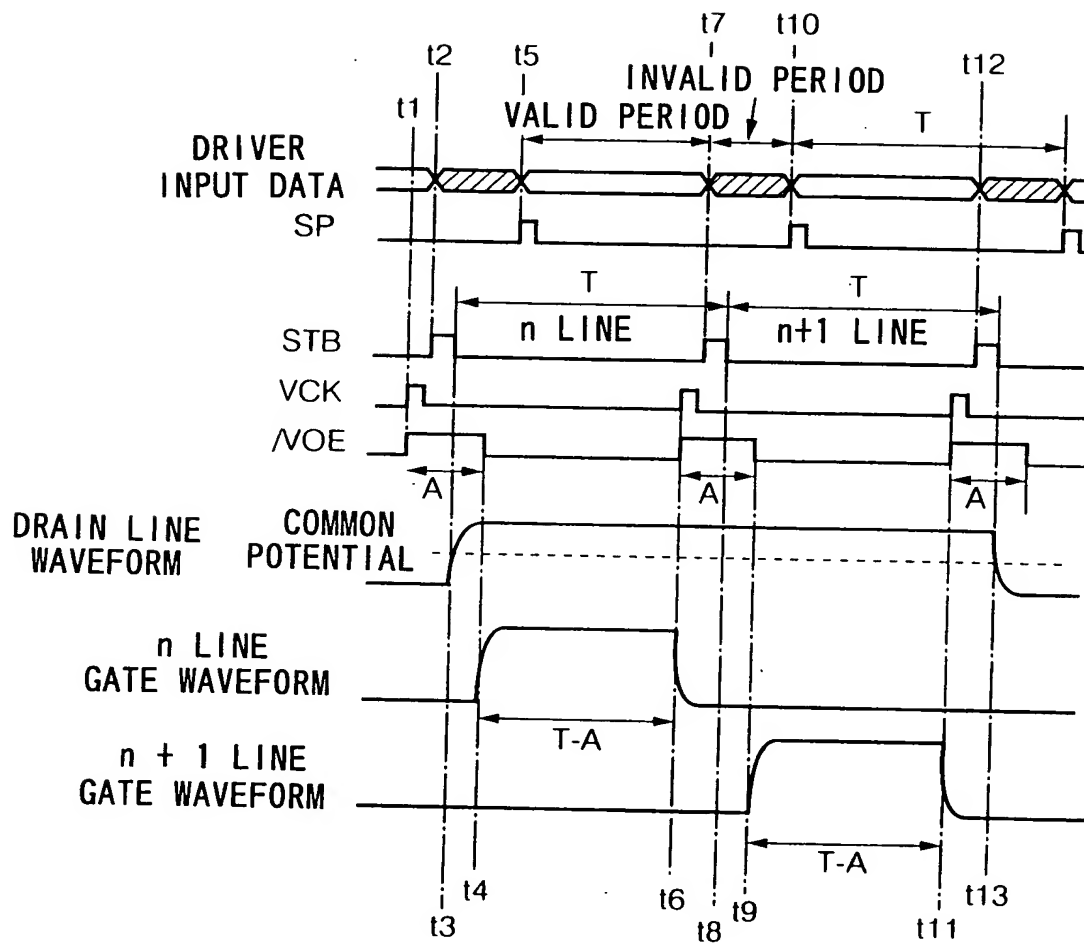 t7 t10
t2 t5 INVALID PERIOD t12
t1 VALID PERIOD T
DRIVER
INPUT DATA
SP
T T
n LINE n+1 LINE
STB
VCK
/VOE
A A A
DRAIN LINE
WAVEFORM
COMMON
POTENTIAL
n LINE
GATE WAVEFORM
T-A
n + 1 LINE
GATE WAVEFORM
T-A
t4 t6 t9 t13
t3 t8 t11